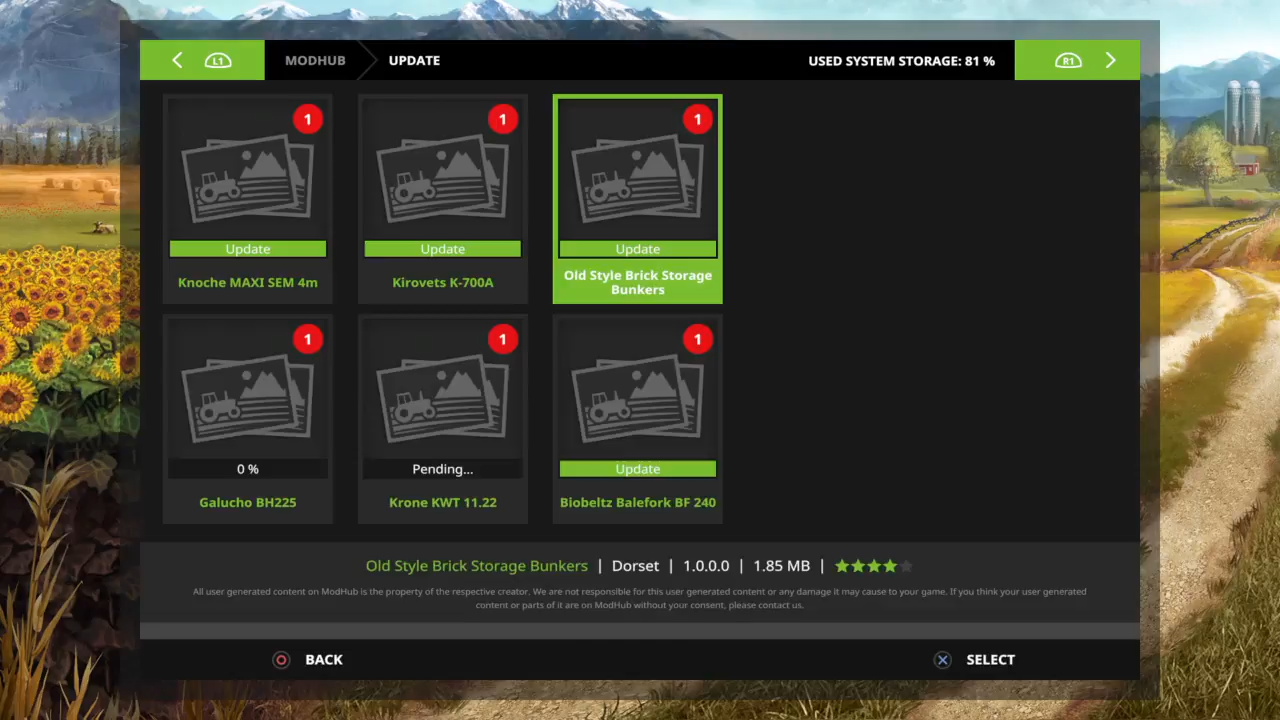 L1
MODHUB
UPDATE
USED SYSTEM STORAGE: 81 %
R1
1
1
1
Update
Update
Update
Knoche MAXI SEM 4m
Kirovets K-700A
Old Style Brick Storage
Bunkers
1
1
1
0 %
Pending...
Update
Galucho BH225
Krone KWT 11.22
Biobeltz Balefork BF 240
Old Style Brick Storage Bunkers | Dorset | 1.0.0.0 | 1.85 MB |
All user generated content on ModHub is the property of the respective creator. We are not responsible for this user generated content or any damage it may cause to your game. If you think your user generated
content or parts of it are on ModHub without your consent, please contact us.
BACK
SELECT